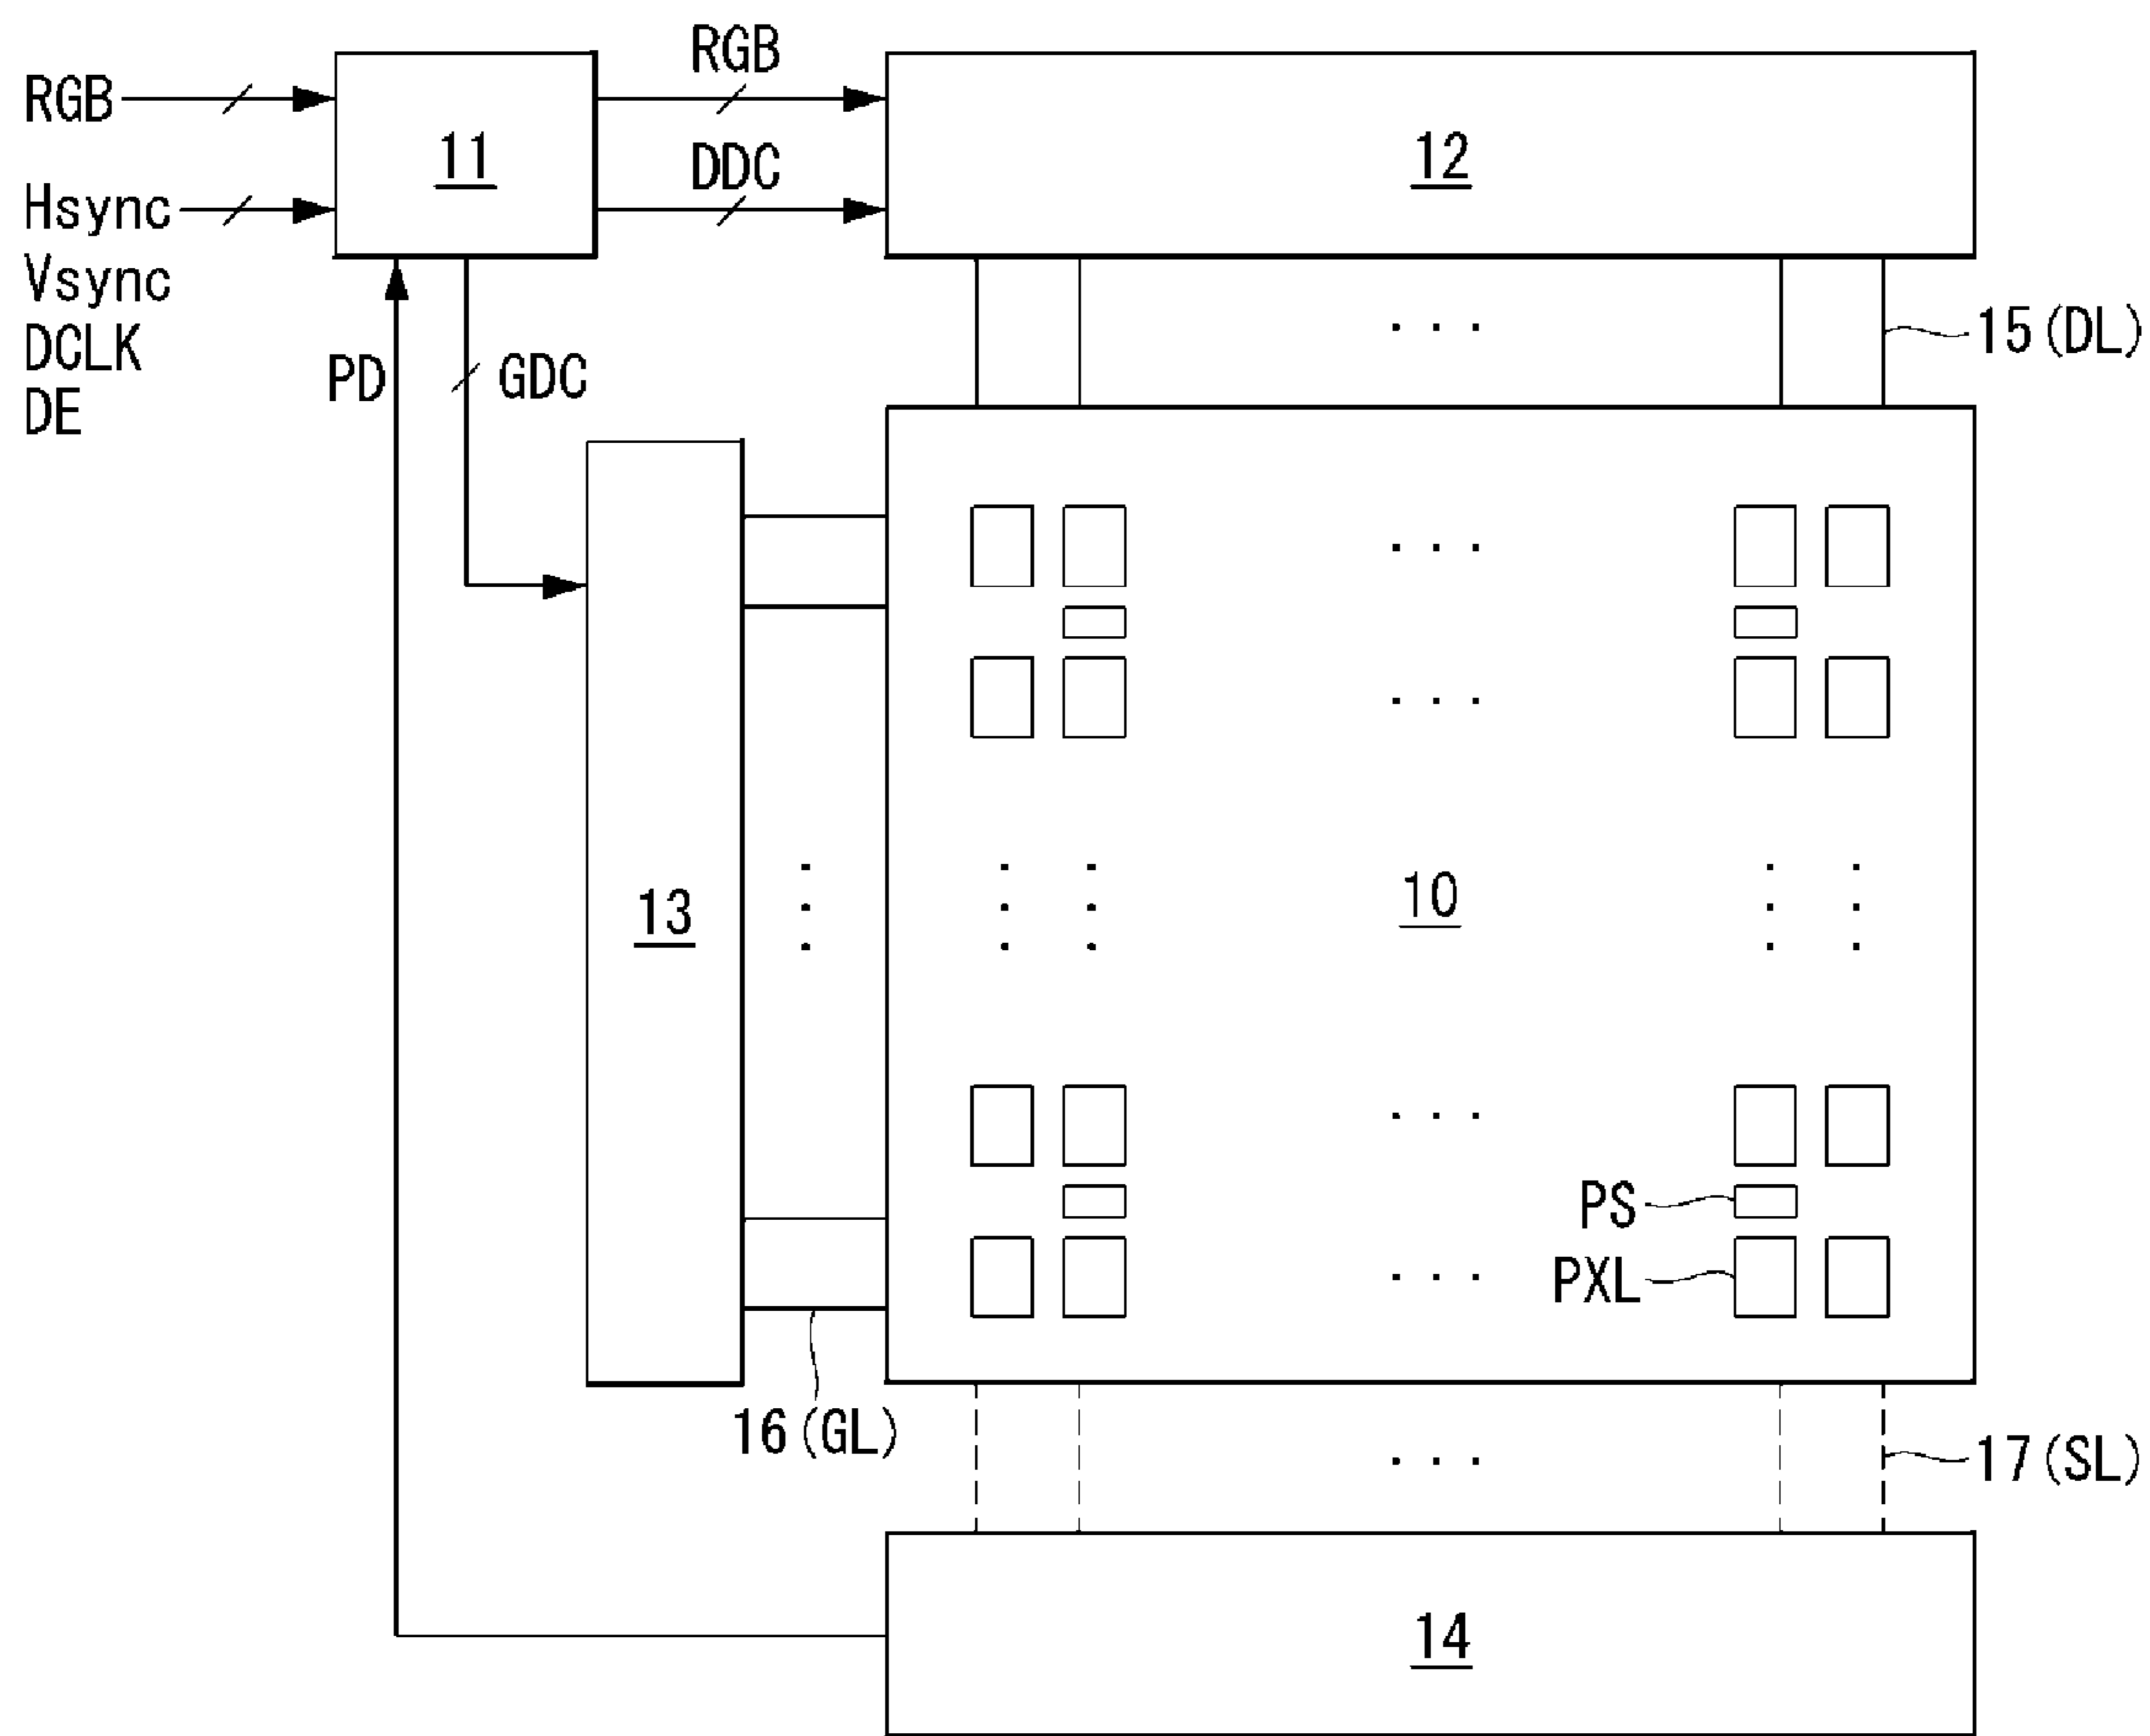 RGB
RGB
11
12
DDC
Hsync
Vsync
DCLK
DE
PD
GDC
15(DL)
13
10
PS
PXL
16(GL)
17(SL)
14